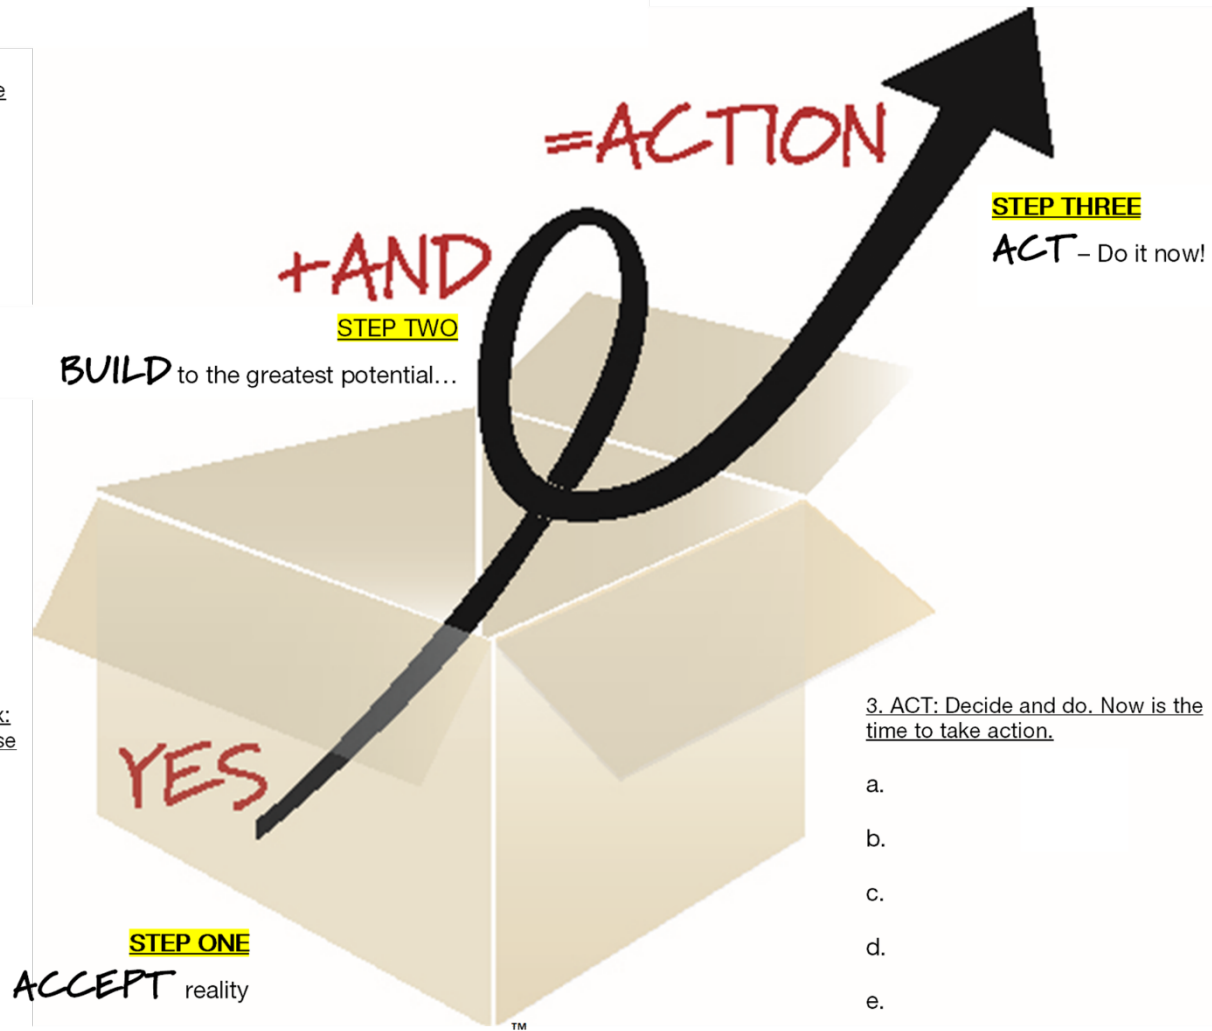 =ACTION
STEP THREE
ACT – Do it now!
+AND
STEP TWO
BUILD to the greatest potential…
3. ACT: Decide and do. Now is the
time to take action.
a.
b.
c.
d.
e.
YES
STEP ONE
ACCEPT reality
™